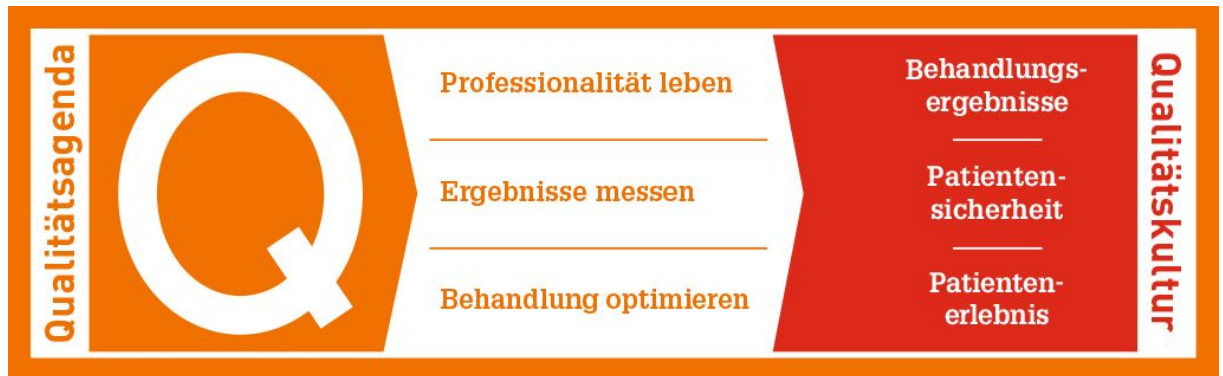 Qualitätsagenda
Q
Professionalität leben
Ergebnisse messen
Behandlung optimieren
Behandlungs-
ergebnisse
Patienten-
sicherheit
Patienten-
erlebnis
Qualitätskultur